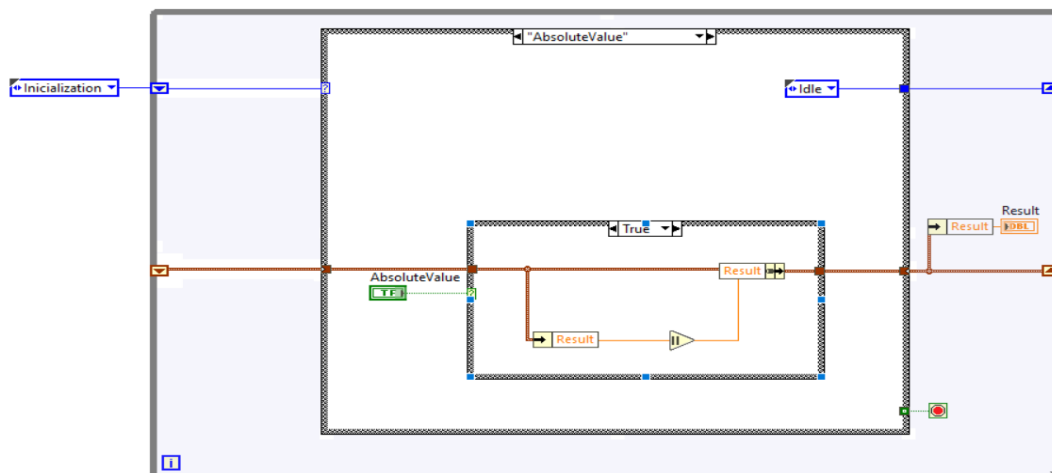 "AbsoluteValue"
Inicialization
?
Idle
Result
Result
DBL
True
AbsoluteValue
TF
?
Result
Result
i